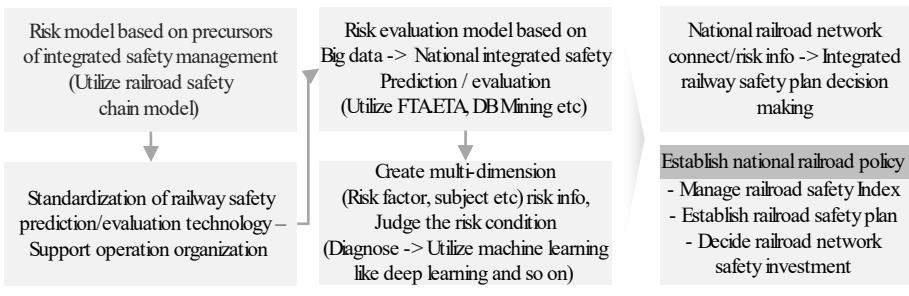 Risk model based on precursors
of integrated safety management
(Utilize railroad safety
chain model)
Standardization of railway safety
prediction/evaluation technology –
Support operation organization
Risk evaluation model based on
Big data -> National integrated safety
Prediction / evaluation
(Utilize FTA.ETA, DB Mining etc)
Create multi-dimension
(Risk factor, subject etc) risk info,
Judge the risk condition
(Diagnose -> Utilize machine learning
like deep learning and so on)
National railroad network
connect/risk info -> Integrated
railway safety plan decision
making
Establish national railroad policy
- Manage railroad safety Index
- Establish railroad safety plan
- Decide railroad network
safety investment